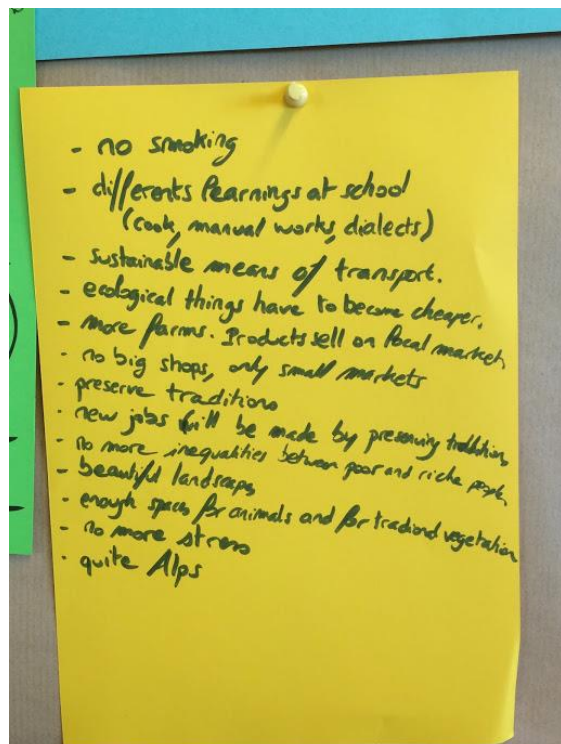 - no smoking
- differents learnings at school
(cook, manual works, dialects)
- sustainable means of transport.
- ecological things have to become cheaper.
- more farms. Products sell on local market
- no big shops, only small markets
- preserve traditions
- new jobs will be made by preserving traditions
- no more inequalities between poor and riche people
- beautiful landscapes
- enough spaces for animals and for vegetation
- no more stress
- quite Alps